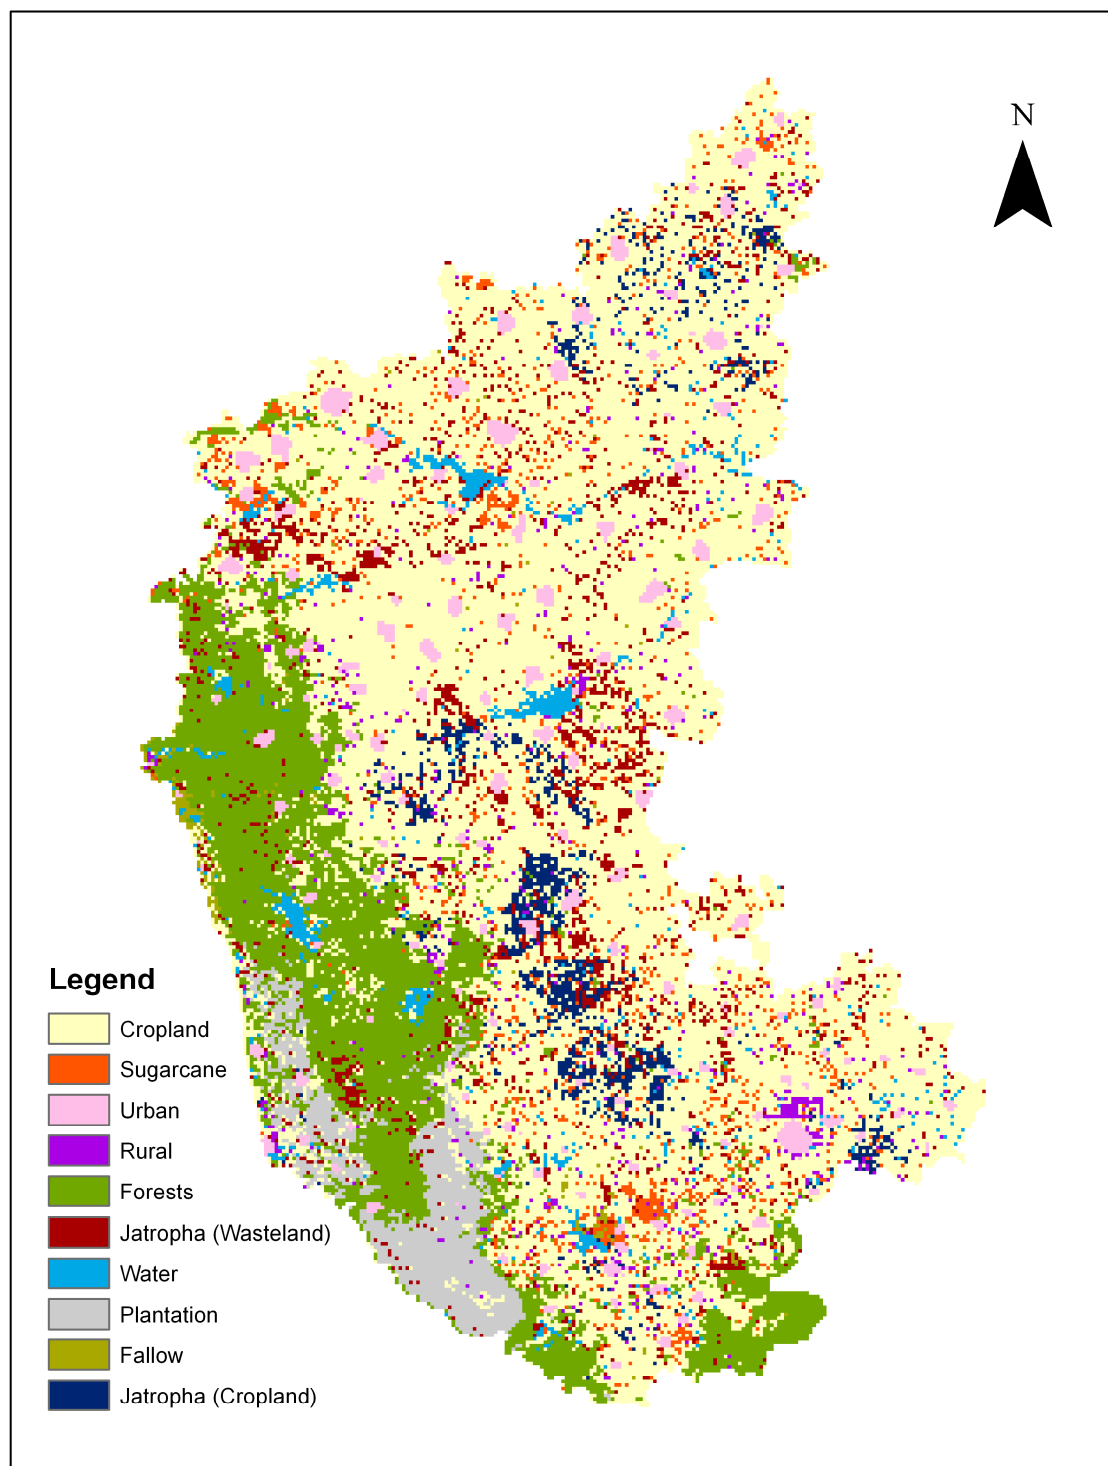 N
Legend
Cropland
Sugarcane
Urban
Rural
Forests
Jatropha (Wasteland)
Water
Plantation
Fallow
Jatropha (Cropland)